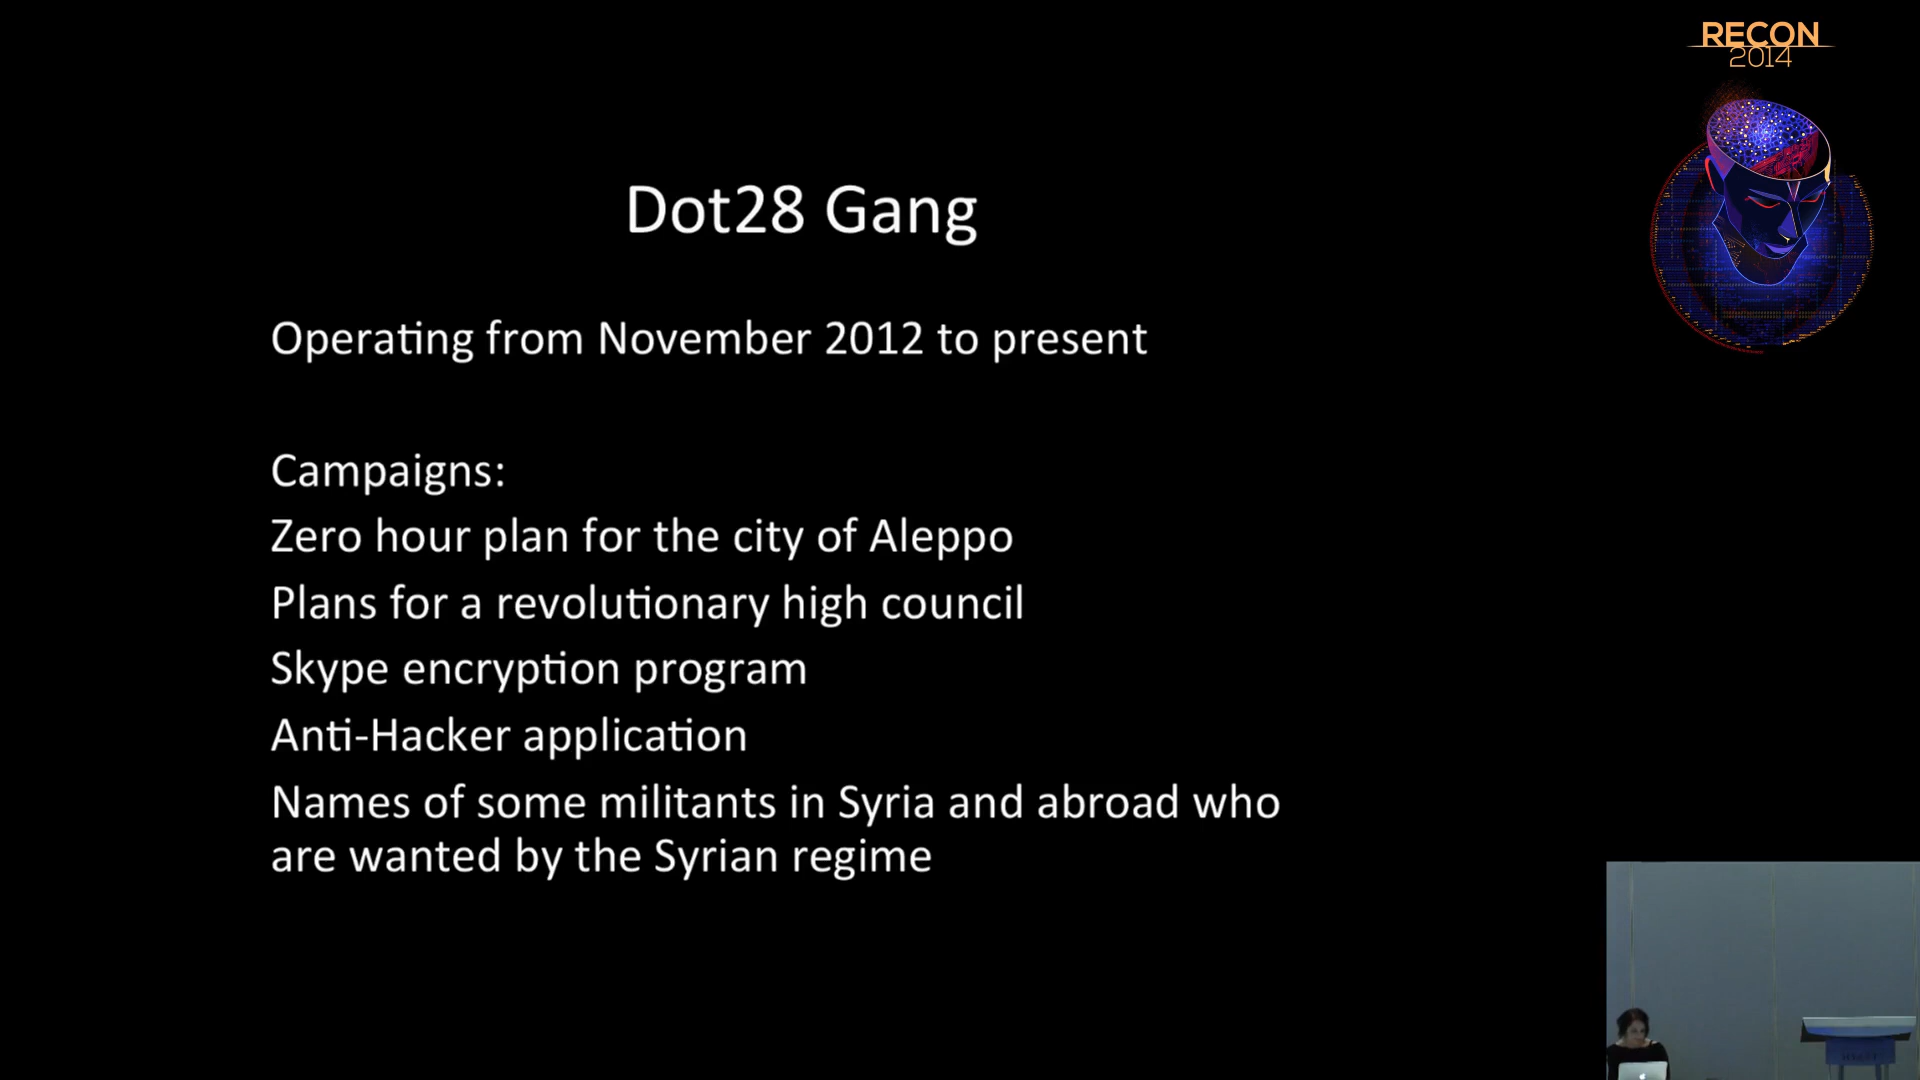 RECON
2014
Dot28 Gang
Operating from November 2012 to present
Campaigns:
Zero hour plan for the city of Aleppo
Plans for a revolutionary high council
Skype encryption program
Anti-Hacker application
Names of some militants in Syria and abroad who
are wanted by the Syrian regime